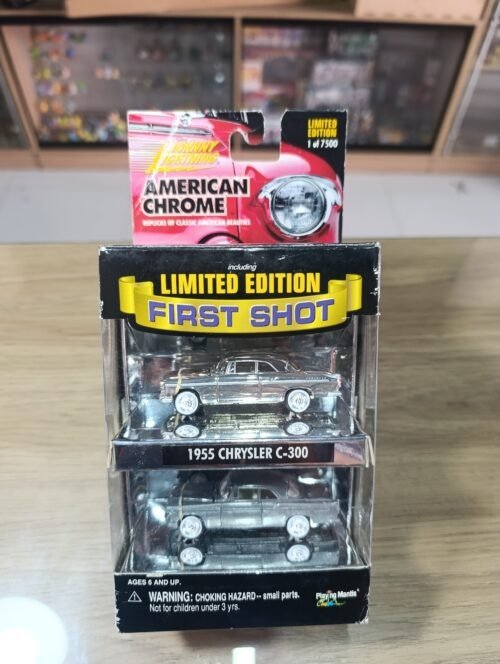 JOHNNY
LIGHTNING
LIMITED
EDITION
1 of 7500
AMERICAN
CHROME
REPLICAS OF CLASSIC AMERICAN BEAUTIES
including
LIMITED EDITION
FIRST SHOT
1955 CHRYSLER C-300
AGES 6 AND UP.
WARNING: CHOKING HAZARD-- small parts.
Not for children under 3 yrs.
Playing Mantis